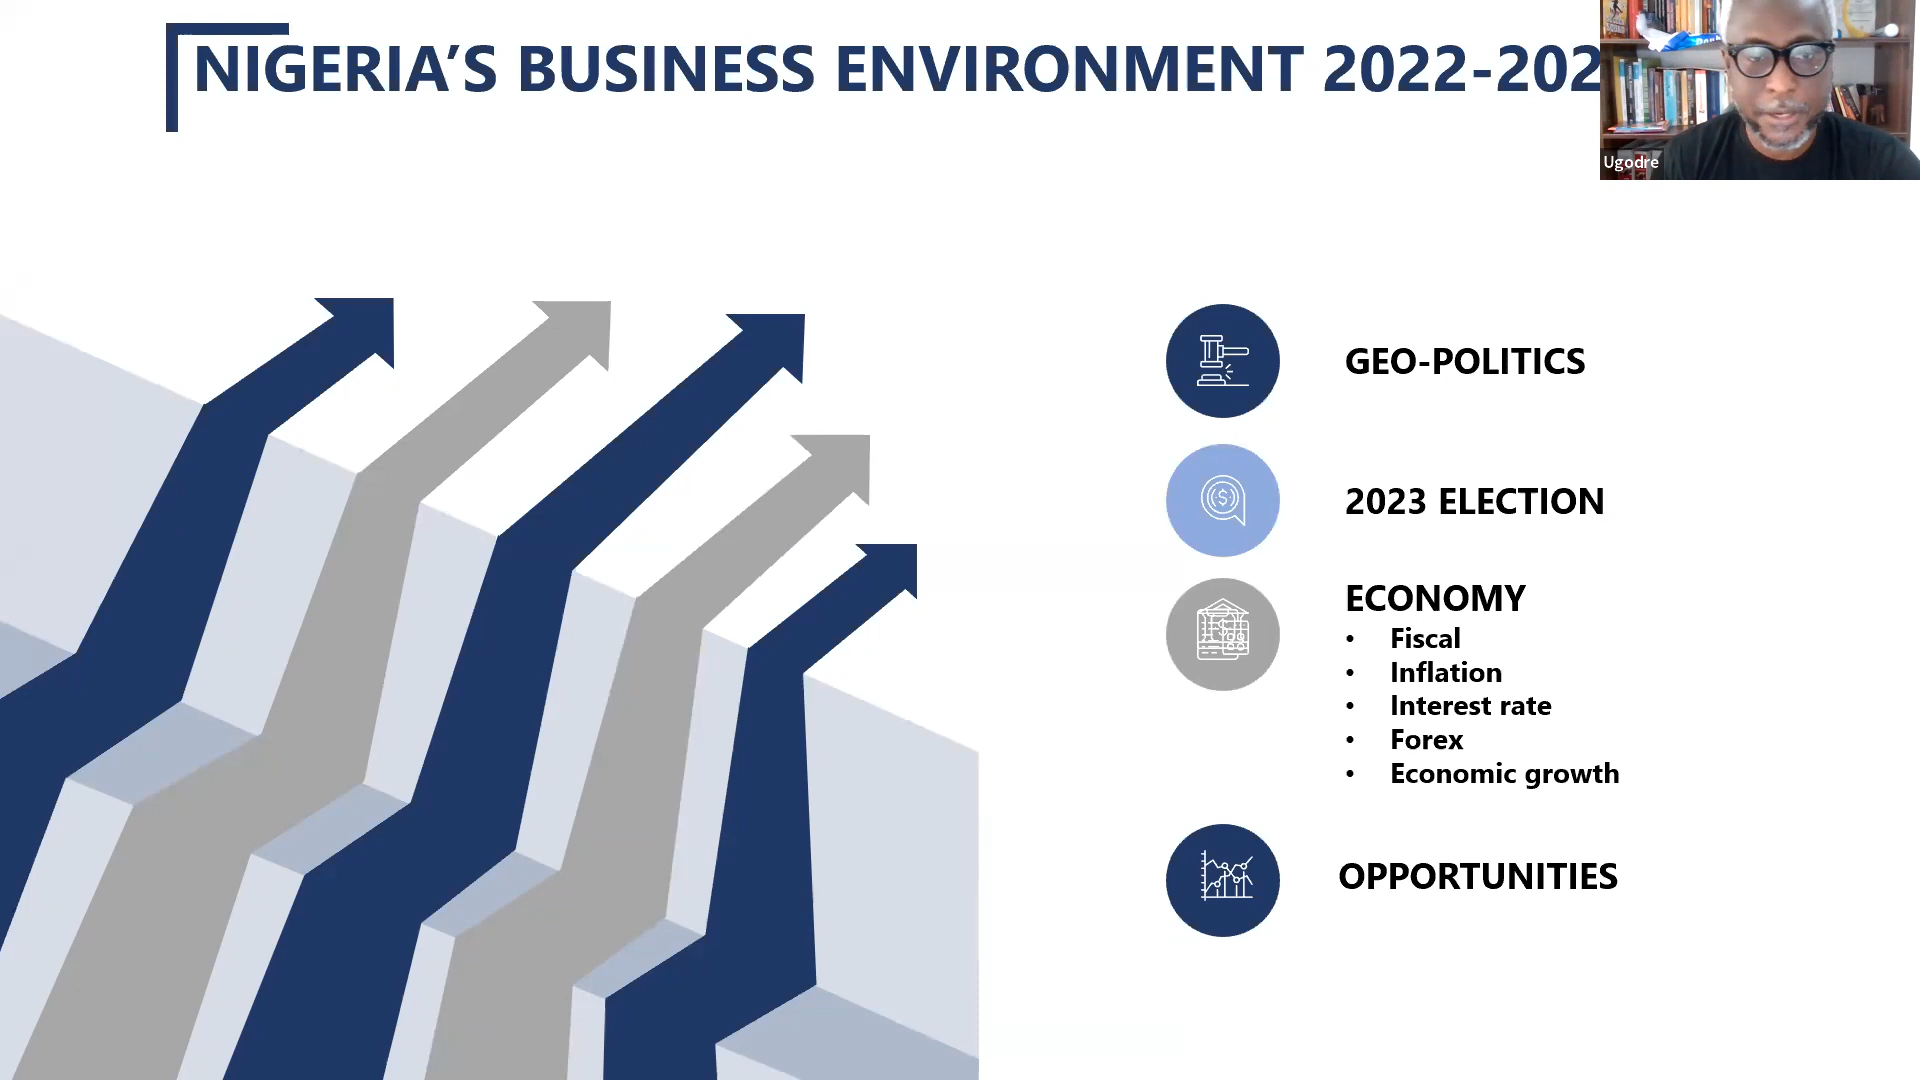 NIGERIA’S BUSINESS ENVIRONMENT 2022-202
Ugodre
GEO-POLITICS
2023 ELECTION
ECONOMY
• Fiscal
• Inflation
• Interest rate
• Forex
• Economic growth
OPPORTUNITIES